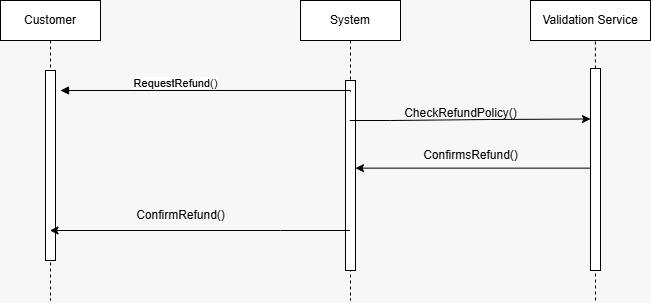 Customer
System
Validation Service
RequestRefund()
CheckRefundPolicy()
ConfirmsRefund()
ConfirmRefund()